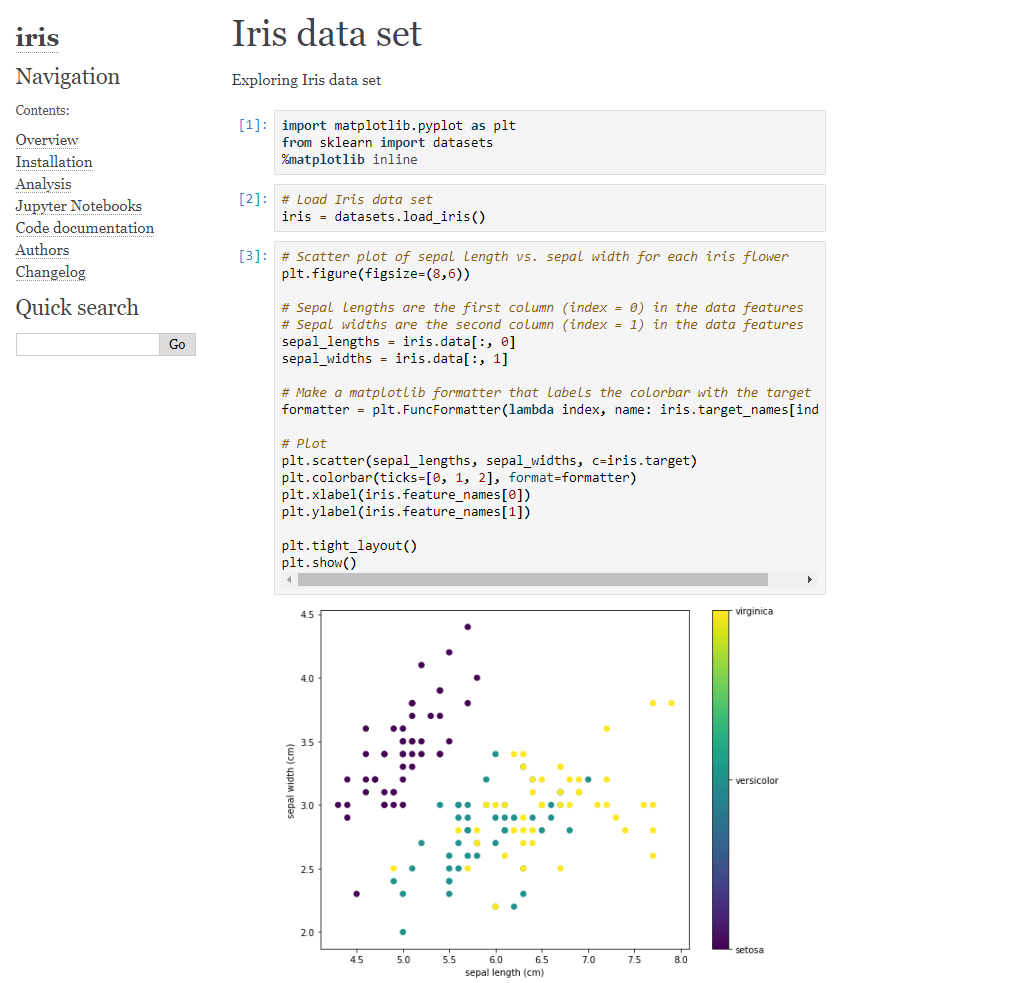 iris
Navigation
Contents:
Overview
Installation
Analysis
Jupyter Notebooks
Code documentation
Authors
Changelog
Quick search
Go
Iris data set
Exploring Iris data set
[1]:
import matplotlib.pyplot as plt
from sklearn import datasets
%matplotlib inline
[2]:
# Load Iris data set
iris = datasets.load_iris()
[3]:
# Scatter plot of sepal length vs. sepal width for each iris flower
plt.figure(figsize=(8,6))
# Sepal lengths are the first column (index = 0) in the data features
# Sepal widths are the second column (index = 1) in the data features
sepal_lengths = iris.data[:, 0]
sepal_widths = iris.data[:, 1]
# Make a matplotlib formatter that labels the colorbar with the target
formatter = plt.FuncFormatter(lambda index, name: iris.target_names[ind
# Plot
plt.scatter(sepal_lengths, sepal_widths, c=iris.target)
plt.colorbar(ticks=[0, 1, 2], format=formatter)
plt.xlabel(iris.feature_names[0])
plt.ylabel(iris.feature_names[1])
plt.tight_layout()
plt.show()
4.5
4.0
3.5
3.0
2.5
2.0
sepal width (cm)
4.5 5.0 5.5 6.0 6.5 7.0 7.5 8.0
sepal length (cm)
virginica
versicolor
setosa